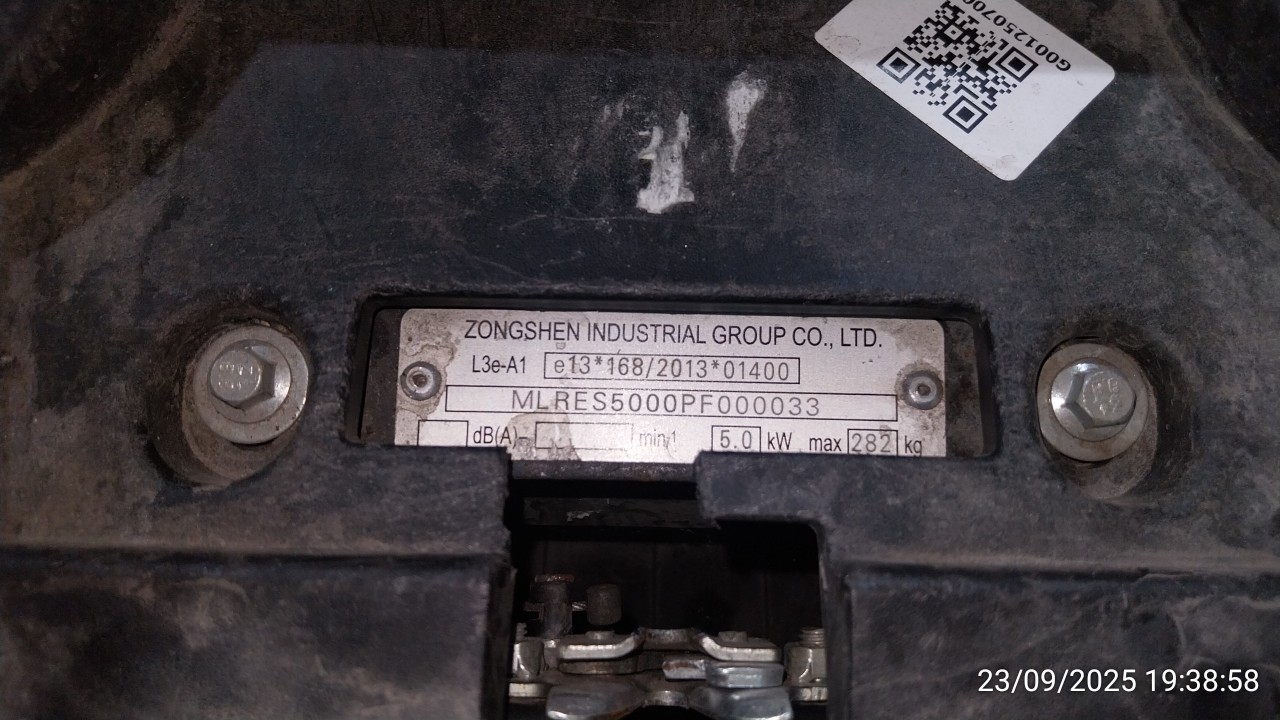 G00125070
ZONGSHEN INDUSTRIAL GROUP CO., LTD.
L3e-A1 e13*168/2013*01400
MLRES5000PF000033
dB(A)- min-1 5.0 kW max 282 kg
23/09/2025 19:38:58